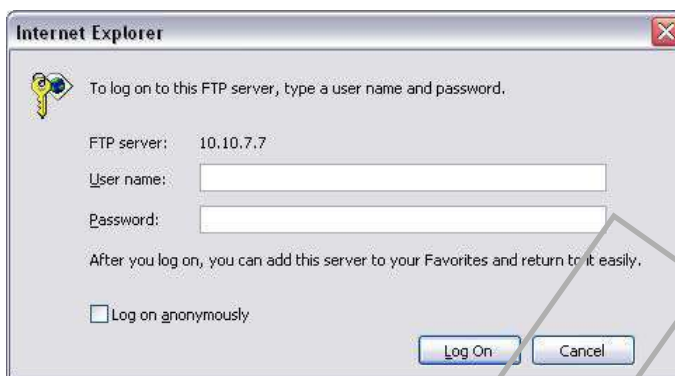 Internet Explorer
To log on to this FTP server, type a user name and password.
FTP server: 10.10.7.7
User name:
Password:
After you log on, you can add this server to your Favorites and return to it easily.
Log on anonymously
Log On Cancel